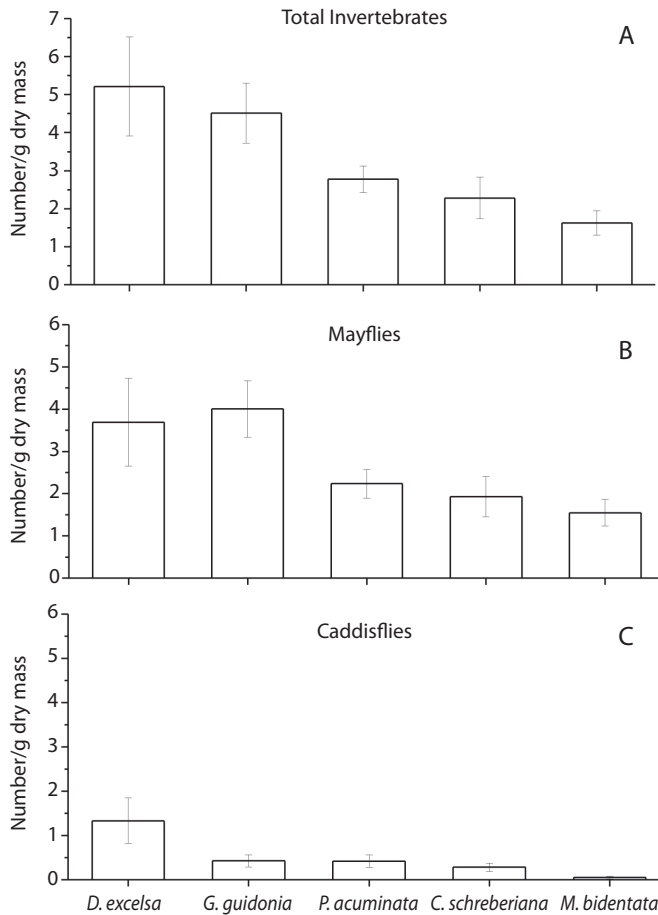 Total Invertebrates
A
Number/g dry mass
7
6
5
4
3
2
1
0
Mayflies
B
Number/g dry mass
6
5
4
3
2
1
0
Caddisflies
C
Number/g dry mass
6
5
4
3
2
1
0
D. excelsa G. guidonia P. acuminata C. schreberiana M. bidentata